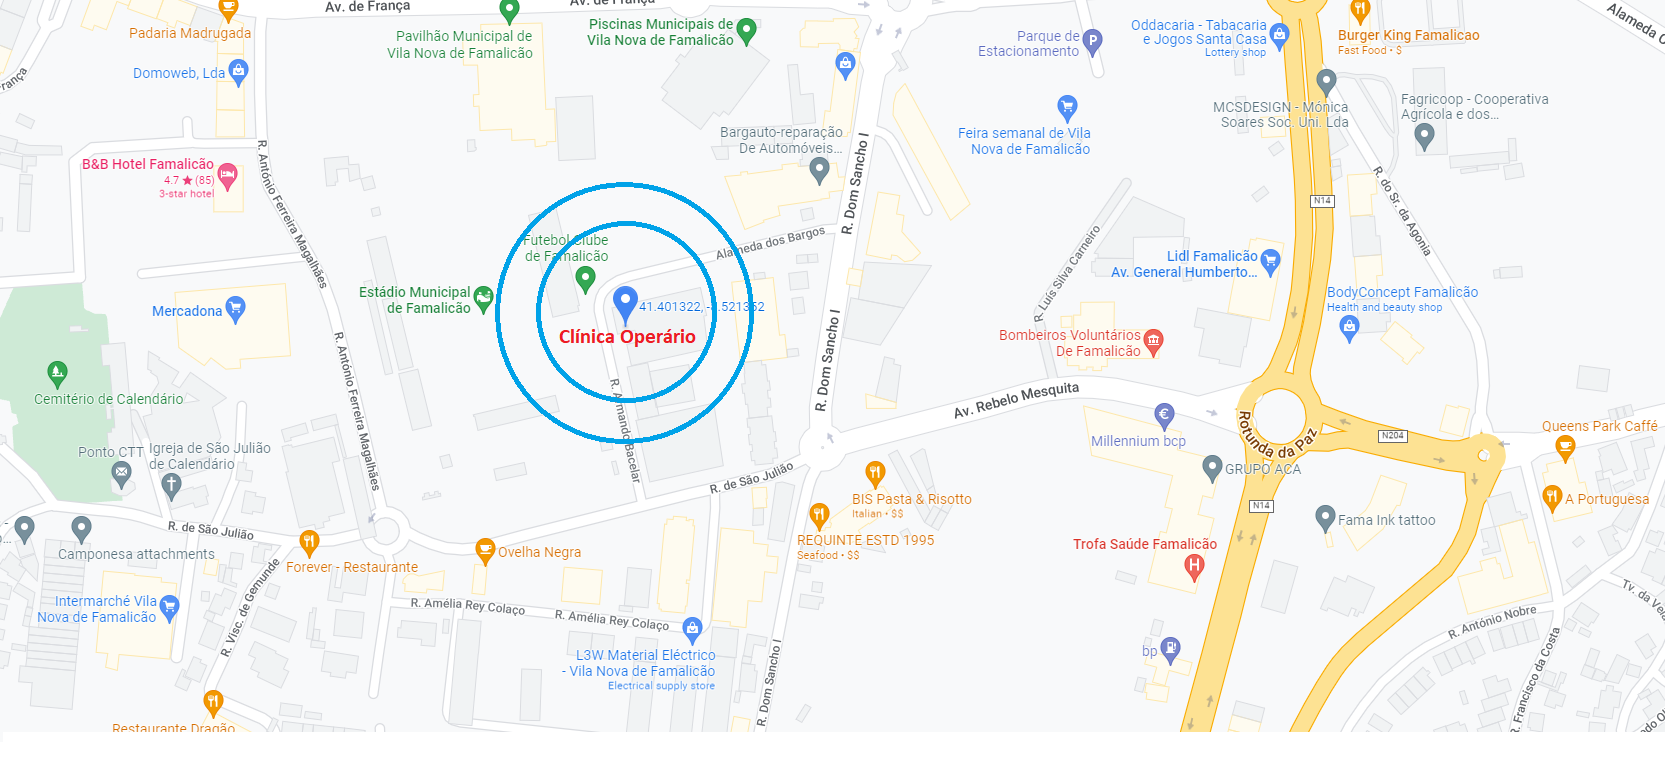 Av. de França
Av. de França
Alameda C
Padaria Madrugada
Pavilhão Municipal de
Vila Nova de Famalicão
Piscinas Municipais de
Vila Nova de Famalicão
Parque de
Estacionamento
P
Oddacaria - Tabacaria
e Jogos Santa Casa
Lottery shop
Burger King Famalicao
Fast Food • $
Domoweb, Lda
França
MCSDESIGN - Mónica
Soares Soc. Uni. Lda
Fagricoop - Cooperativa
Agrícola e dos...
Feira semanal de Vila
Nova de Famalicão
Bargauto-reparação
De Automóveis...
B&B Hotel Famalicão
4.7 ★ (85)
3-star hotel
R. António Ferreira Magalhães
R. Dom Sancho I
R. do Sr. da Agonia
N14
Futebol Clube
de Famalicão
Alameda dos Bargos
R. Luís Silva Carneiro
Lidl Famalicão
Av. General Humberto...
Estádio Municipal
de Famalicão
41.401322, -8.521352
Clínica Operário
Mercadona
BodyConcept Famalicão
Health and beauty shop
Bombeiros Voluntários
De Famalicão
R. António Ferreira Magalhães
R. Dom Sancho I
R. Armando Bacelar
Cemitério de Calendário
Av. Rebelo Mesquita
Rotunda da Paz
€
Millennium bcp
N204
Queens Park Caffé
Ponto CTT
Igreja de São Julião
de Calendário
R. de São Julião
GRUPO ACA
BIS Pasta & Risotto
Italian • $$
A Portuguesa
N14
R. de São Julião
Camponesa attachments
Fama Ink tattoo
REQUINTE ESTD 1995
Seafood • $$
Trofa Saúde Famalicão
H
Ovelha Negra
Forever - Restaurante
Intermarché Vila
Nova de Famalicão
R. Visc. de Gemunde
R. Amélia Rey Colaço
R. Amélia Rey Colaço
R. António Nobre
Tv. da Ve
bp
L3W Material Eléctrico
- Vila Nova de Famalicão
Electrical supply store
R. Dom Sancho I
R. Francisco da Costa
Restaurante Dragão